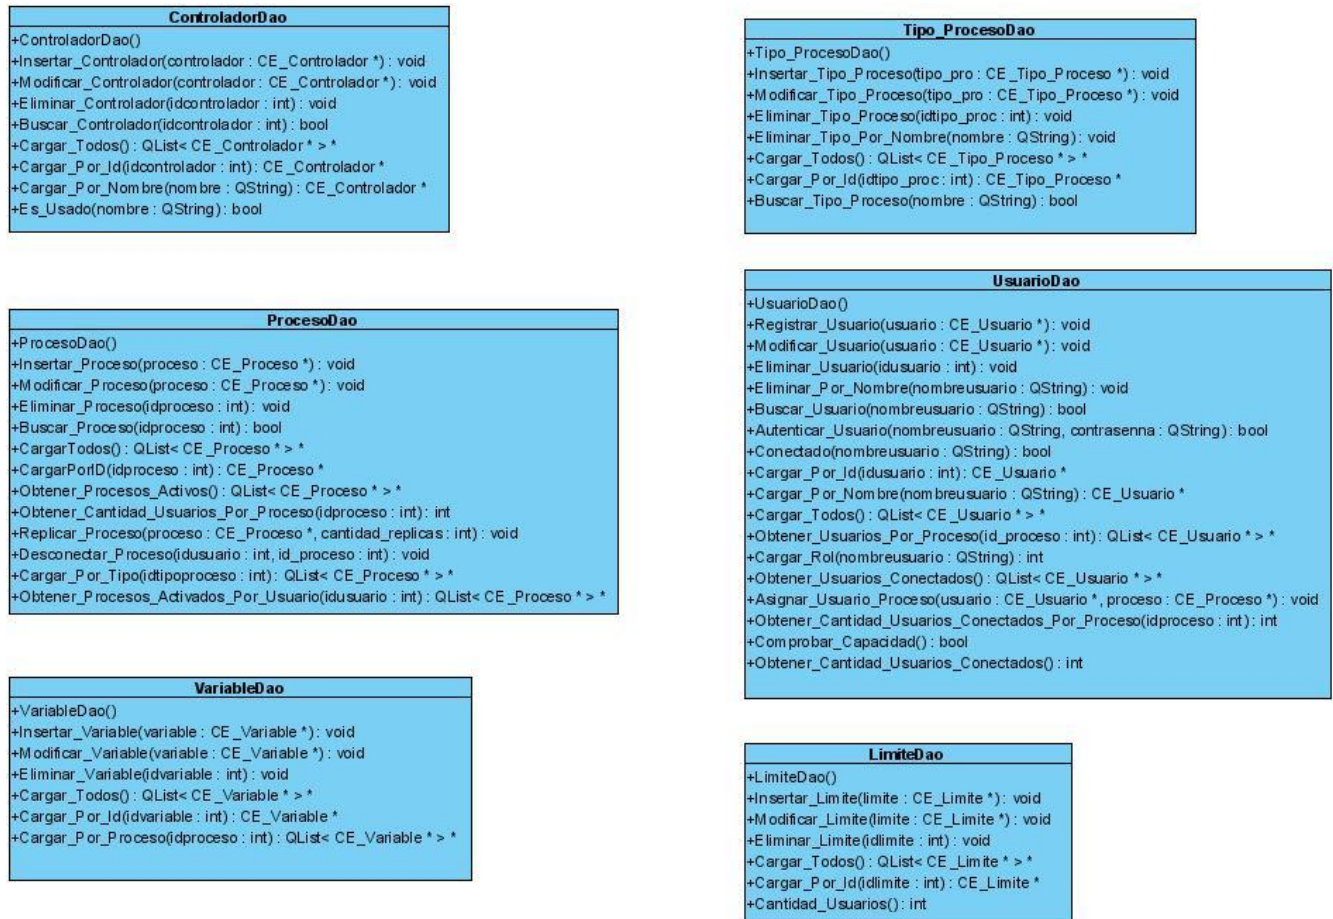 ControladorDao
+ControladorDao()
+Insertar_Controlador(controlador : CE_Controlador *) : void
+Modificar_Controlador(controlador : CE_Controlador *) : void
+Eliminar_Controlador(idcontrolador : int) : void
+Buscar_Controlador(idcontrolador : int) : bool
+Cargar_Todos() : QList< CE_Controlador * > *
+Cargar_Por_Id(idcontrolador : int) : CE_Controlador *
+Cargar_Por_Nombre(nombre : QString) : CE_Controlador *
+Es_Usado(nombre : QString) : bool
Tipo_ProcesoDao
+Tipo_ProcesoDao()
+Insertar_Tipo_Proceso(tipo_pro : CE_Tipo_Proceso *) : void
+Modificar_Tipo_Proceso(tipo_pro : CE_Tipo_Proceso *) : void
+Eliminar_Tipo_Proceso(idtipo_proc : int) : void
+Eliminar_Tipo_Por_Nombre(nombre : QString) : void
+Cargar_Todos() : QList< CE_Tipo_Proceso * > *
+Cargar_Por_Id(idtipo_proc : int) : CE_Tipo_Proceso *
+Buscar_Tipo_Proceso(nombre : QString) : bool
ProcesoDao
+ProcesoDao()
+Insertar_Proceso(proceso : CE_Proceso *) : void
+Modificar_Proceso(proceso : CE_Proceso *) : void
+Eliminar_Proceso(idproceso : int) : void
+Buscar_Proceso(idproceso : int) : bool
+CargarTodos() : QList< CE_Proceso * > *
+CargarPorID(idproceso : int) : CE_Proceso *
+Obtener_Procesos_Activos() : QList< CE_Proceso * > *
+Obtener_Cantidad_Usuarios_Por_Proceso(idproceso : int) : int
+Replicar_Proceso(proceso : CE_Proceso *, cantidad_replicas : int) : void
+Desconectar_Proceso(idusuario : int, id_proceso : int) : void
+Cargar_Por_Tipo(idtipoproceso : int) : QList< CE_Proceso * > *
+Obtener_Procesos_Activados_Por_Usuario(idusuario : int) : QList< CE_Proceso * > *
UsuarioDao
+UsuarioDao()
+Registrar_Usuario(usuario : CE_Usuario *) : void
+Modificar_Usuario(usuario : CE_Usuario *) : void
+Eliminar_Usuario(idusuario : int) : void
+Eliminar_Por_Nombre(nombreusuario : QString) : void
+Buscar_Usuario(nombreusuario : QString) : bool
+Autenticar_Usuario(nombreusuario : QString, contrasenna : QString) : bool
+Conectado(nombreusuario : QString) : bool
+Cargar_Por_Id(idusuario : int) : CE_Usuario *
+Cargar_Por_Nombre(nombreusuario : QString) : CE_Usuario *
+Cargar_Todos() : QList< CE_Usuario * > *
+Obtener_Usuarios_Por_Proceso(id_proceso : int) : QList< CE_Usuario * > *
+Cargar_Rol(nombreusuario : QString) : int
+Obtener_Usuarios_Conectados() : QList< CE_Usuario * > *
+Asignar_Usuario_Proceso(usuario : CE_Usuario *, proceso : CE_Proceso *) : void
+Obtener_Cantidad_Usuarios_Conectados_Por_Proceso(idproceso : int) : int
+Comprobar_Capacidad() : bool
+Obtener_Cantidad_Usuarios_Conectados() : int
VariableDao
+VariableDao()
+Insertar_Variable(variable : CE_Variable *) : void
+Modificar_Variable(variable : CE_Variable *) : void
+Eliminar_Variable(idvariable : int) : void
+Cargar_Todos() : QList< CE_Variable * > *
+Cargar_Por_Id(idvariable : int) : CE_Variable *
+Cargar_Por_Proceso(idproceso : int) : QList< CE_Variable * > *
LimiteDao
+LimiteDao()
+Insertar_Limite(limite : CE_Limite *) : void
+Modificar_Limite(limite : CE_Limite *) : void
+Eliminar_Limite(idlimite : int) : void
+Cargar_Todos() : QList< CE_Limite * > *
+Cargar_Por_Id(idlimite : int) : CE_Limite *
+Cantidad_Usuarios() : int